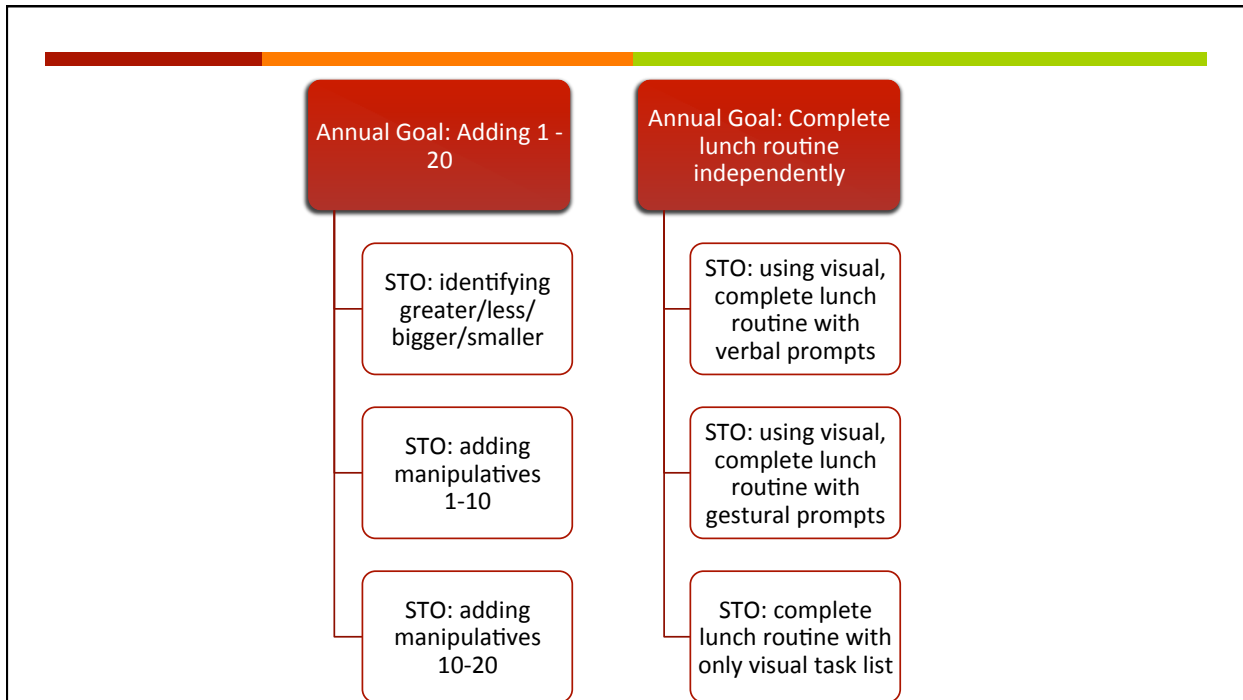 Annual Goal: Adding 1 -
20
STO: identifying
greater/less/
bigger/smaller
STO: adding
manipulatives
1-10
STO: adding
manipulatives
10-20
Annual Goal: Complete
lunch routine
independently
STO: using visual,
complete lunch
routine with
verbal prompts
STO: using visual,
complete lunch
routine with
gestural prompts
STO: complete
lunch routine with
only visual task list